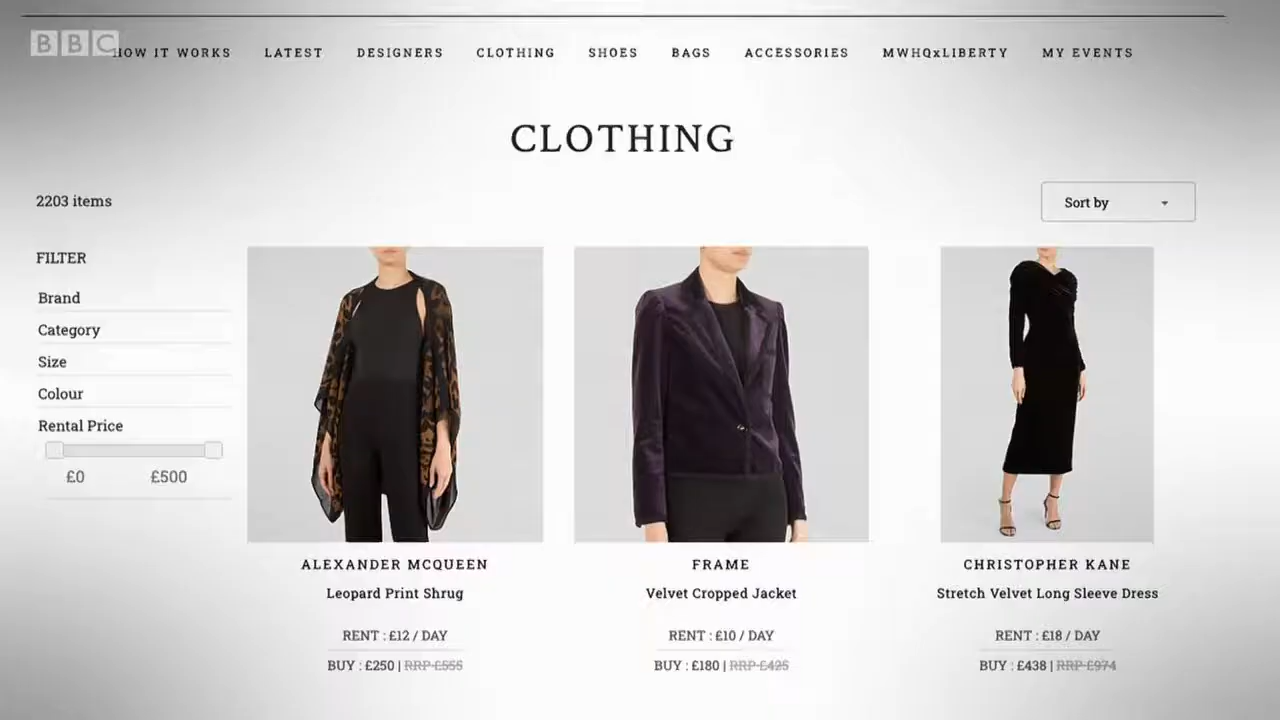 BBC
HOW IT WORKS LATEST DESIGNERS CLOTHING SHOES BAGS ACCESSORIES MWHQxLIBERTY MY EVENTS
CLOTHING
2203 items
Sort by
FILTER
Brand
Category
Size
Colour
Rental Price
£0 £500
ALEXANDER MCQUEEN
Leopard Print Shrug
RENT : £12 / DAY
BUY : £250 | RRP £555
FRAME
Velvet Cropped Jacket
RENT : £10 / DAY
BUY : £180 | RRP £425
CHRISTOPHER KANE
Stretch Velvet Long Sleeve Dress
RENT : £18 / DAY
BUY : £438 | RRP £974